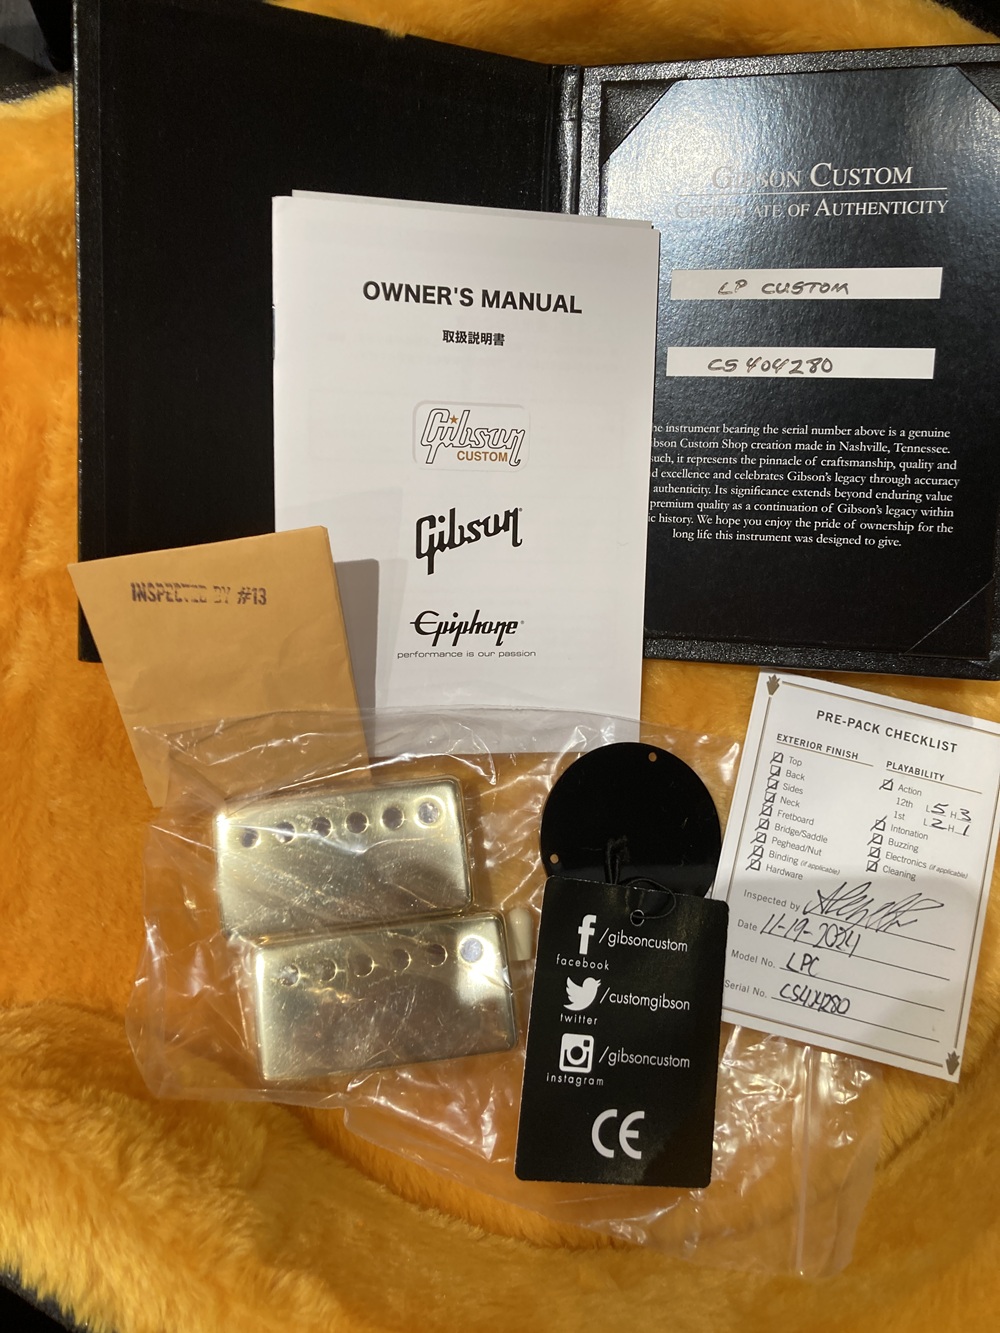 GIBSON CUSTOM
CERTIFICATE OF AUTHENTICITY
LP CUSTOM
CS404280
he instrument bearing the serial number above is a genuine
bson Custom Shop creation made in Nashville, Tennessee.
such, it represents the pinnacle of craftsmanship, quality and
d excellence and celebrates Gibson's legacy through accuracy
authenticity. Its significance extends beyond enduring value
premium quality as a continuation of Gibson's legacy within
ic history. We hope you enjoy the pride of ownership for the
long life this instrument was designed to give.
OWNER'S MANUAL
取扱説明書
Gibson
CUSTOM
Gibson
Epiphone
performance is our passion
INSPECTED BY #13
PRE-PACK CHECKLIST
EXTERIOR FINISH
Top
Back
Sides
Neck
Fretboard
Bridge/Saddle
Peghead/Nut
Binding (if applicable)
Hardware
PLAYABILITY
Action
12th L 5 H 3
1st L 2 H 1
Intonation
Buzzing
Electronics (if applicable)
Cleaning
Inspected by
Date 11-19-2024
Model No. LPC
Serial No. CS404280
/gibsoncustom
facebook
/customgibson
twitter
/gibsoncustom
instagram
CE